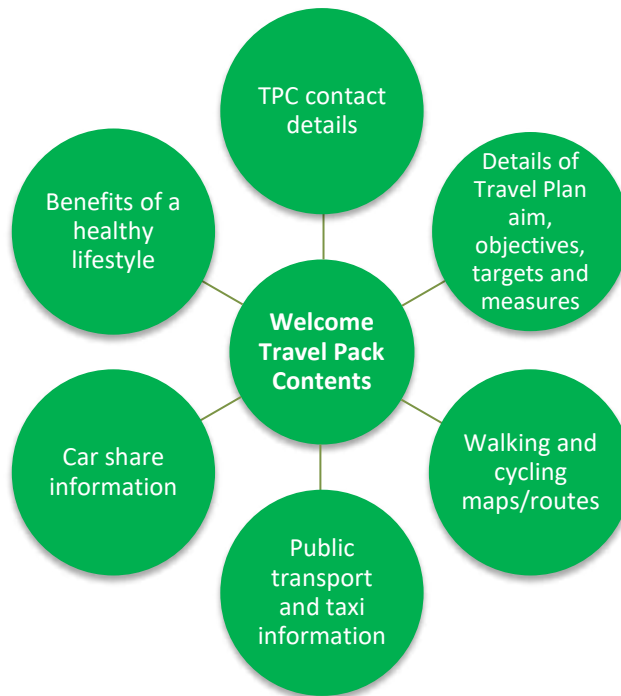 TPC contact
details
Details of
Travel Plan
aim,
objectives,
targets and
measures
Walking and
cycling
maps/routes
Public
transport
and taxi
information
Car share
information
Benefits of a
healthy
lifestyle
Welcome
Travel Pack
Contents